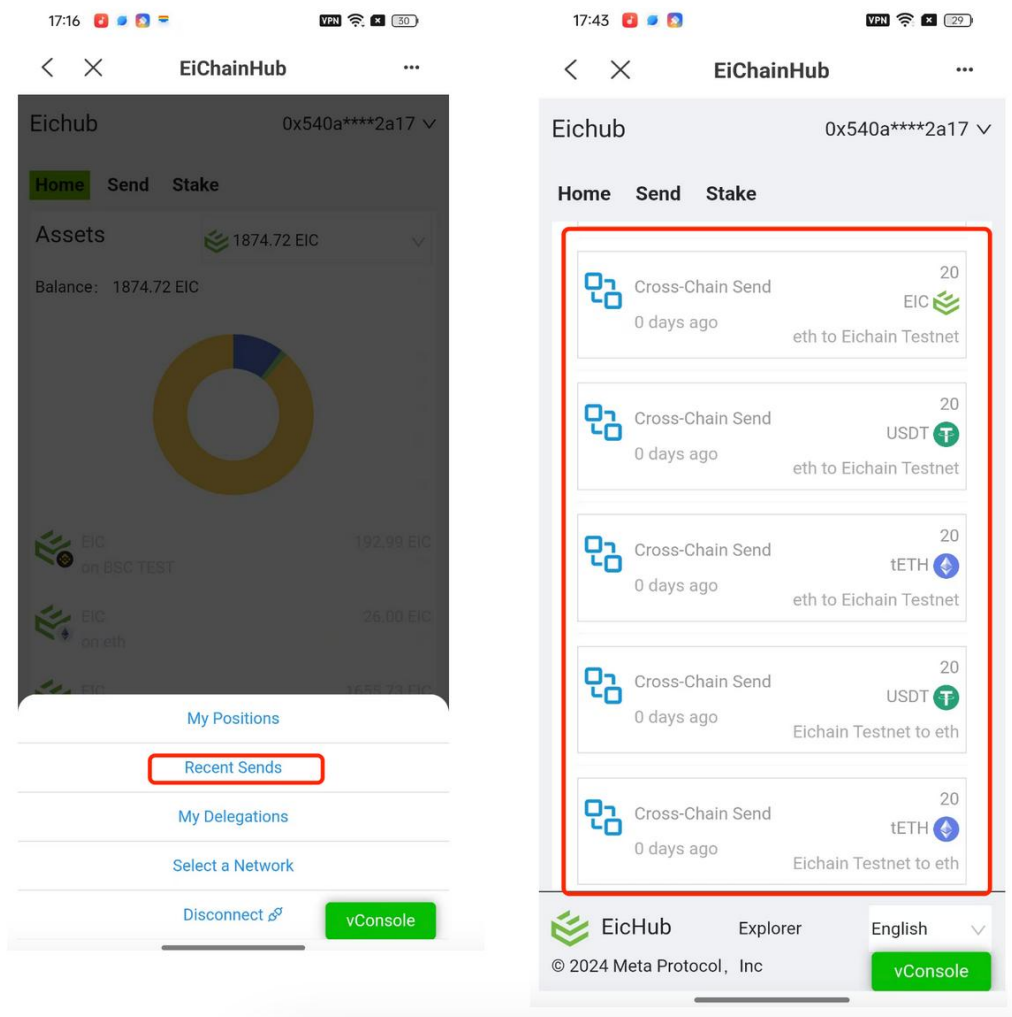 17:16
VPN
30
EiChainHub
Eichub
0x540a****2a17
Home Send Stake
Assets
1874.72 EIC
Balance: 1874.72 EIC
EIC
192.99 EIC
on BSC TEST
EIC
26.00 EIC
on eth
EIC
1655.73 EIC
My Positions
Recent Sends
My Delegations
Select a Network
Disconnect
vConsole
17:43
VPN
29
EiChainHub
Eichub
0x540a****2a17
Home Send Stake
20
Cross-Chain Send
EIC
0 days ago
eth to Eichain Testnet
20
Cross-Chain Send
USDT
0 days ago
eth to Eichain Testnet
20
Cross-Chain Send
tETH
0 days ago
eth to Eichain Testnet
20
Cross-Chain Send
USDT
0 days ago
Eichain Testnet to eth
20
Cross-Chain Send
tETH
0 days ago
Eichain Testnet to eth
EicHub
Explorer
English
© 2024 Meta Protocol, Inc
vConsole